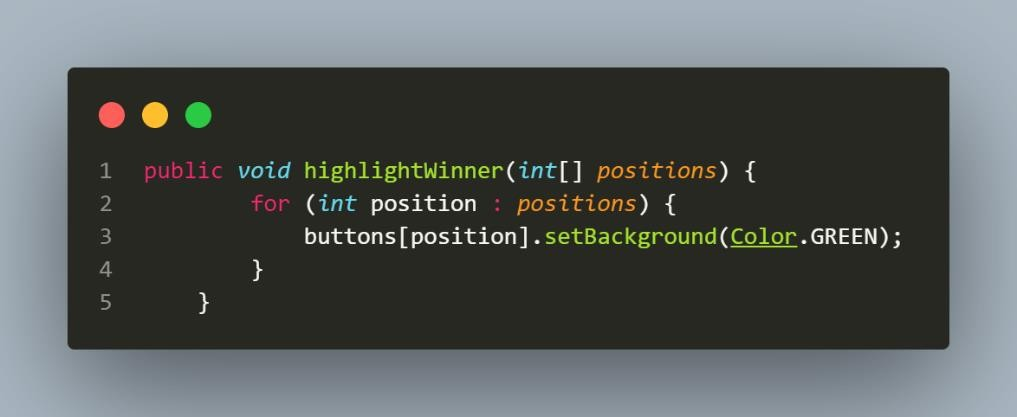 1 public void highlightWinner(int[] positions) {
2 for (int position : positions) {
3 buttons[position].setBackground(Color.GREEN);
4 }
5 }